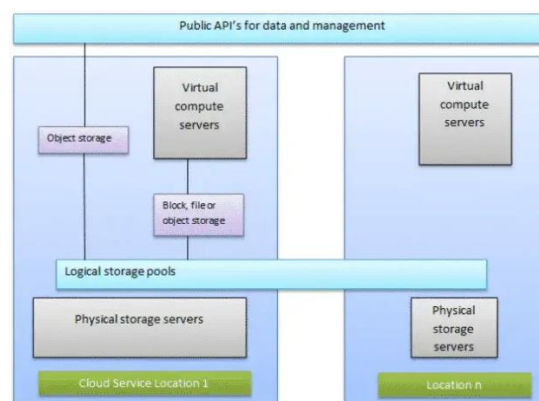 Public API's for data and management
Virtual
compute
servers
Virtual
compute
servers
Object storage
Block, file or
object storage
Logical storage pools
Physical storage servers
Physical
storage
servers
Cloud Service Location 1
Location n